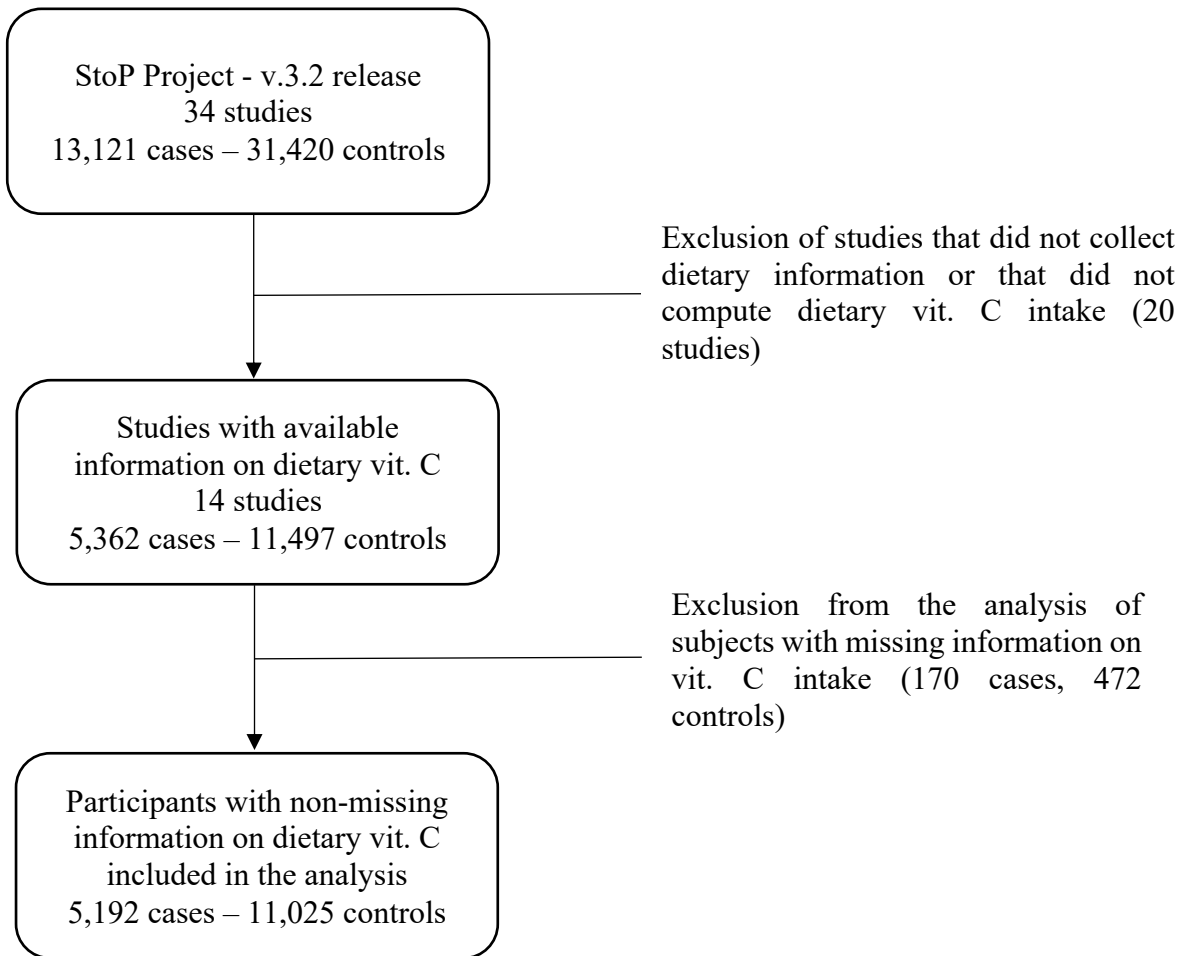 StoP Project - v.3.2 release
34 studies
13,121 cases – 31,420 controls
Exclusion of studies that did not collect
dietary information or that did not
compute dietary vit. C intake (20
studies)
Studies with available
information on dietary vit. C
14 studies
5,362 cases – 11,497 controls
Exclusion from the analysis of
subjects with missing information on
vit. C intake (170 cases, 472
controls)
Participants with non-missing
information on dietary vit. C
included in the analysis
5,192 cases – 11,025 controls